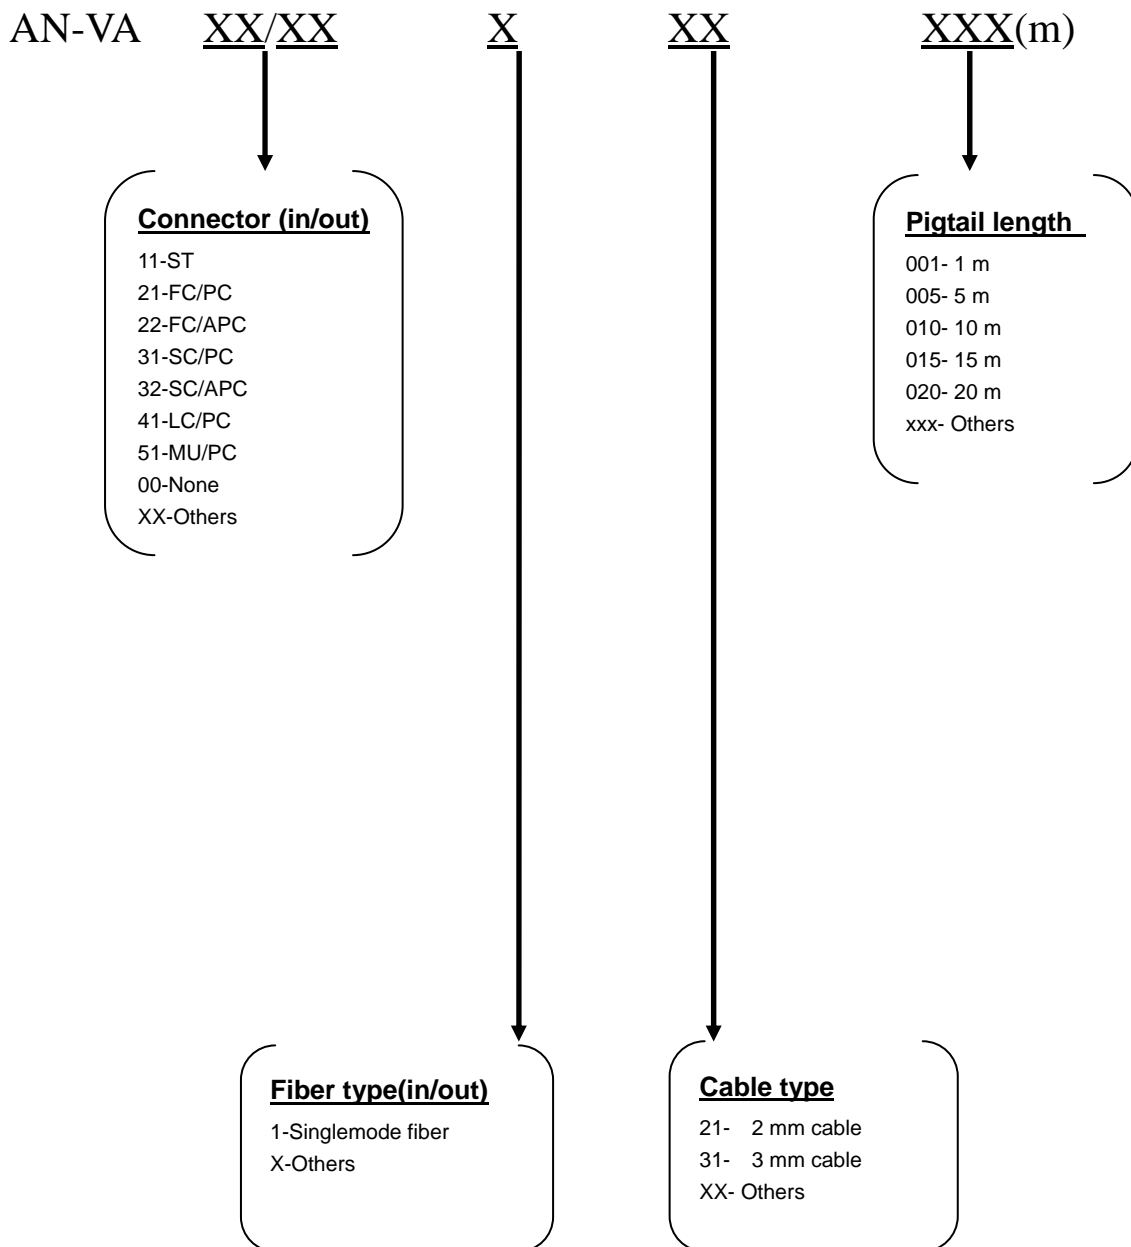 AN-VA XX/XX X XX XXX(m)
Connector (in/out)
11-ST
21-FC/PC
22-FC/APC
31-SC/PC
32-SC/APC
41-LC/PC
51-MU/PC
00-None
XX-Others
Pigtail length
001- 1 m
005- 5 m
010- 10 m
015- 15 m
020- 20 m
xxx- Others
Fiber type(in/out)
1-Singlemode fiber
X-Others
Cable type
21- 2 mm cable
31- 3 mm cable
XX- Others